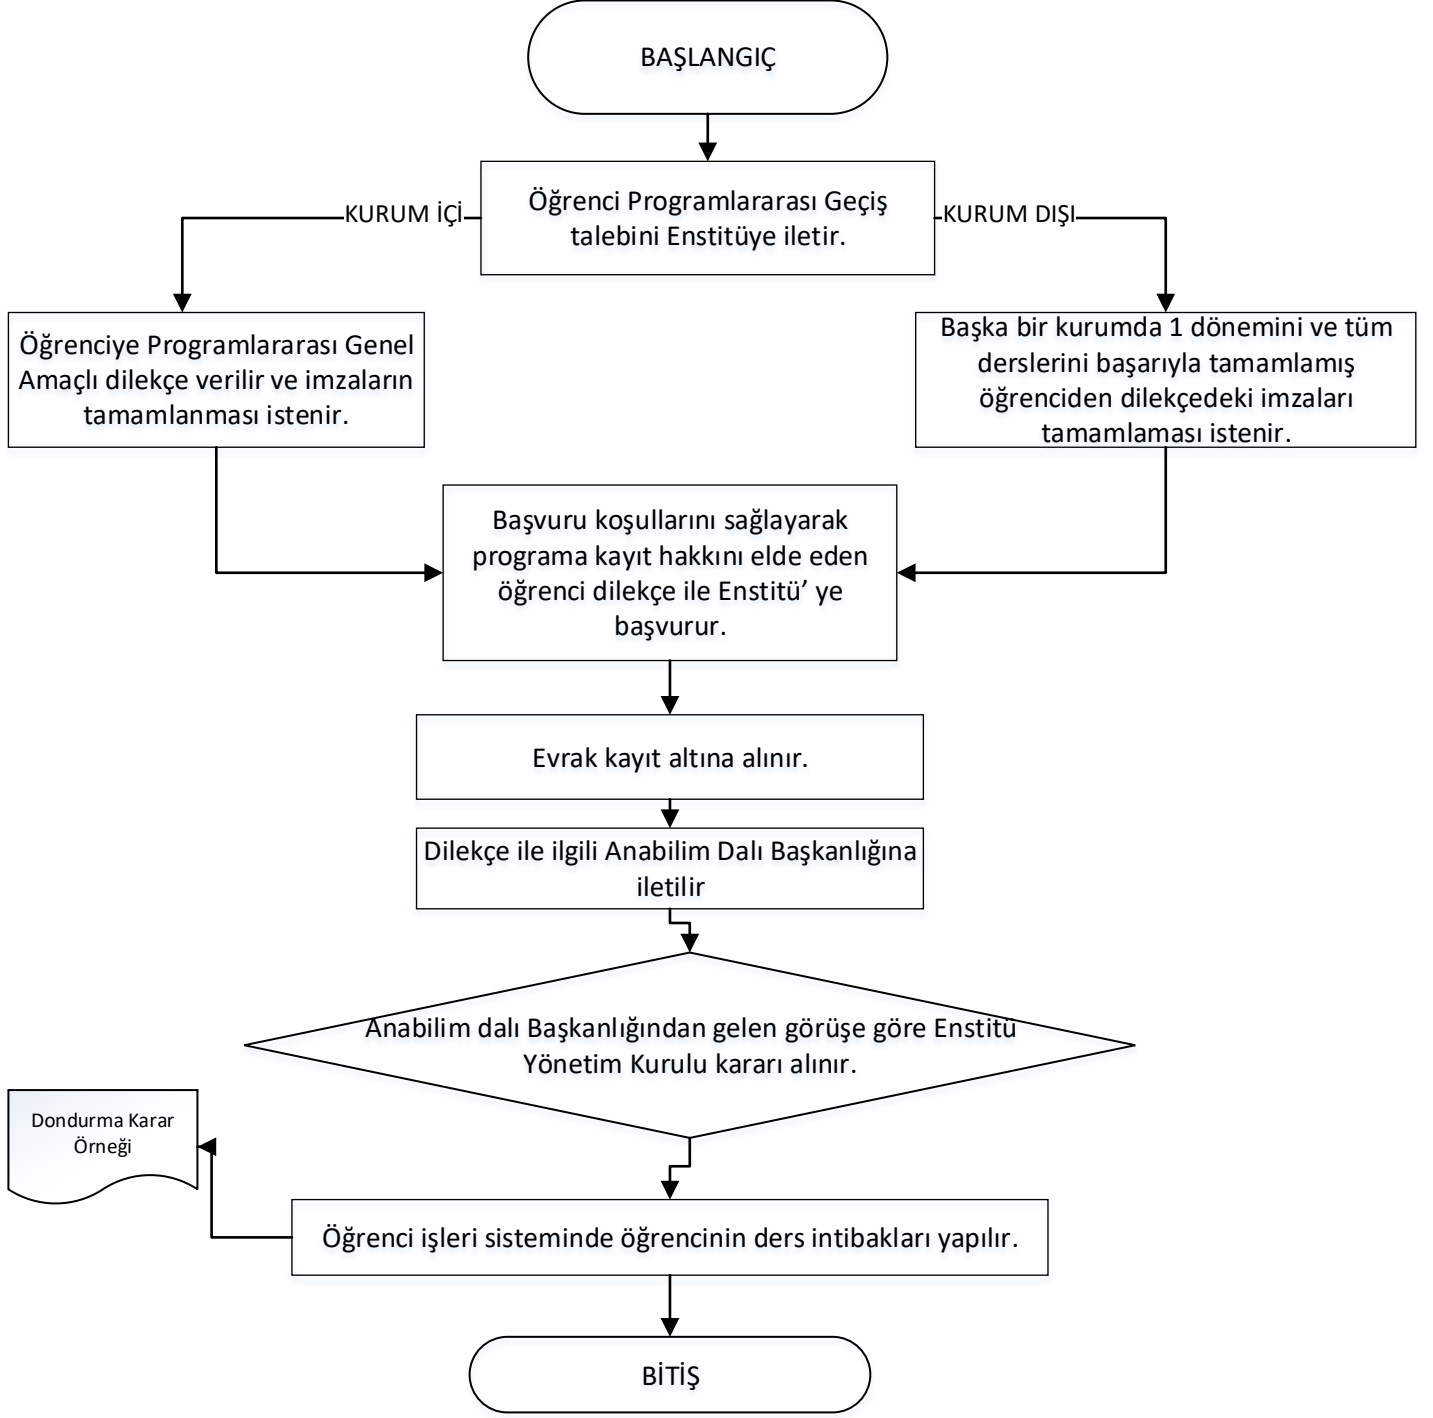 BAŞLANGIÇ
Öğrenci Programlararası Geçiş
talebini Enstitüye iletir.
KURUM İÇİ
KURUM DIŞI
Öğrenciye Programlararası Genel
Amaçlı dilekçe verilir ve imzaların
tamamlanması istenir.
Başka bir kurumda 1 dönemini ve tüm
derslerini başarıyla tamamlamış
öğrenciden dilekçedeki imzaları
tamamlaması istenir.
Başvuru koşullarını sağlayarak
programa kayıt hakkını elde eden
öğrenci dilekçe ile Enstitü’ ye
başvurur.
Evrak kayıt altına alınır.
Dilekçe ile ilgili Anabilim Dalı Başkanlığına
iletilir
Anabilim dalı Başkanlığından gelen görüşe göre Enstitü
Yönetim Kurulu kararı alınır.
Dondurma Karar
Örneği
Öğrenci işleri sisteminde öğrencinin ders intibakları yapılır.
BİTİŞ